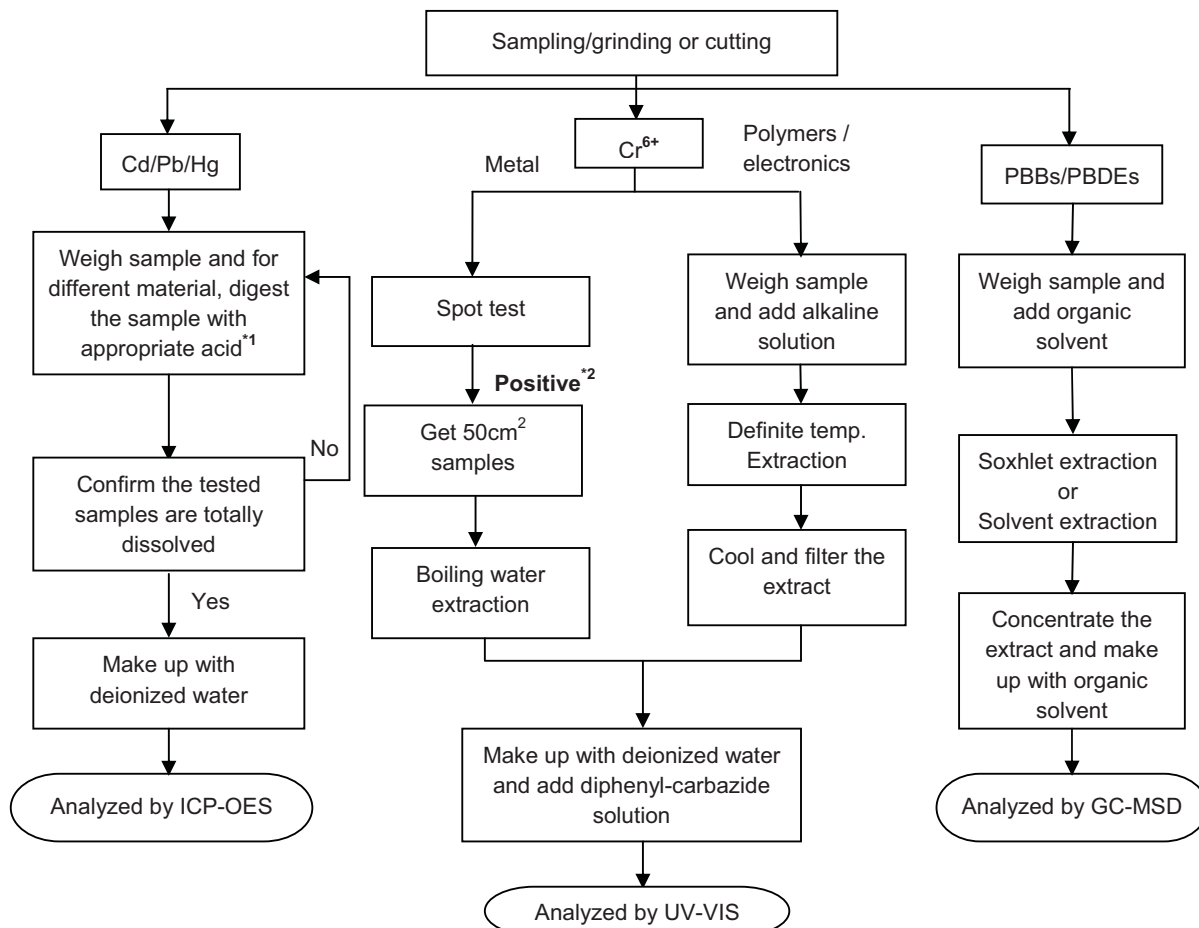 Sampling/grinding or cutting
Cd/Pb/Hg
Weigh sample and for
different material, digest
the sample with
appropriate acid*1
No
Confirm the tested
samples are totally
dissolved
Yes
Make up with
deionized water
Analyzed by ICP-OES
Cr6+
Metal
Spot test
Positive*2
Get 50cm2
samples
Boiling water
extraction
Polymers /
electronics
Weigh sample
and add alkaline
solution
Definite temp.
Extraction
Cool and filter the
extract
Make up with deionized water
and add diphenyl-carbazide
solution
Analyzed by UV-VIS
PBBs/PBDEs
Weigh sample and
add organic
solvent
Soxhlet extraction
or
Solvent extraction
Concentrate the
extract and make
up with organic
solvent
Analyzed by GC-MSD